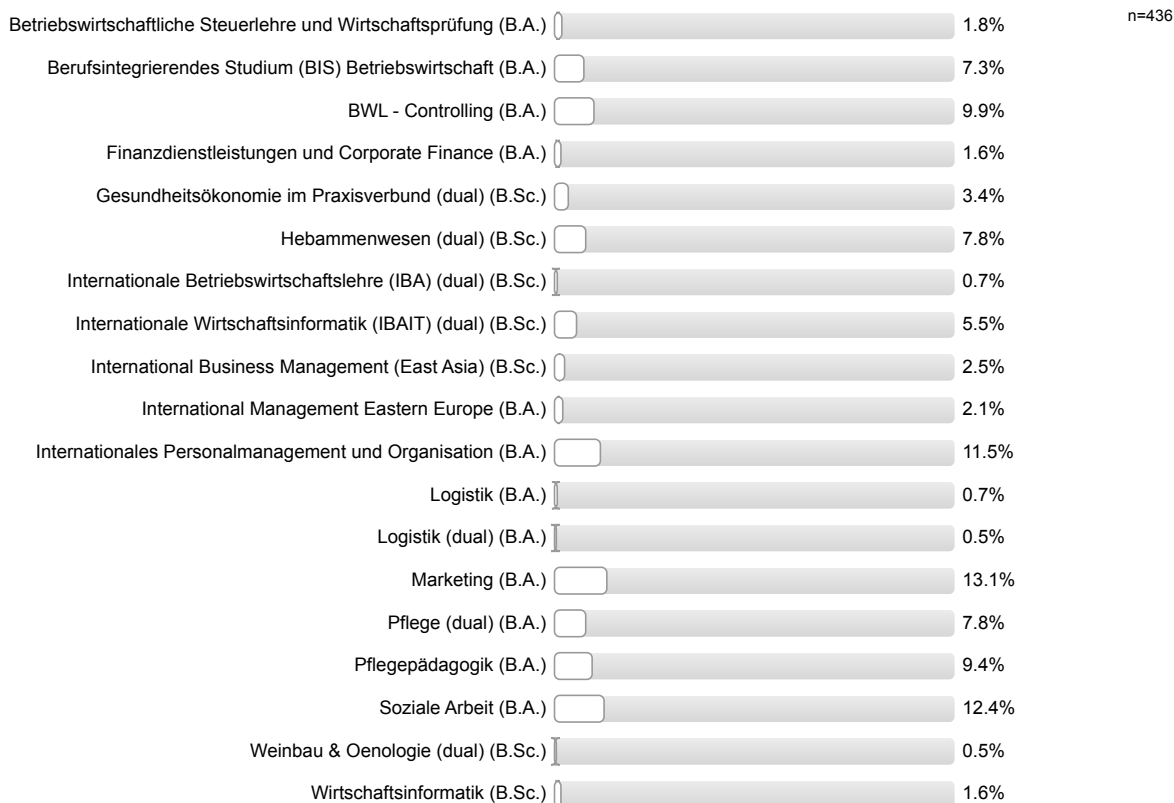 Betriebswirtschaftliche Steuerlehre und Wirtschaftsprüfung (B.A.) 1.8% n=436
Berufsintegrierendes Studium (BIS) Betriebswirtschaft (B.A.) 7.3%
BWL - Controlling (B.A.) 9.9%
Finanzdienstleistungen und Corporate Finance (B.A.) 1.6%
Gesundheitsökonomie im Praxisverbund (dual) (B.Sc.) 3.4%
Hebammenwesen (dual) (B.Sc.) 7.8%
Internationale Betriebswirtschaftslehre (IBA) (dual) (B.Sc.) 0.7%
Internationale Wirtschaftsinformatik (IBAIT) (dual) (B.Sc.) 5.5%
International Business Management (East Asia) (B.Sc.) 2.5%
International Management Eastern Europe (B.A.) 2.1%
Internationales Personalmanagement und Organisation (B.A.) 11.5%
Logistik (B.A.) 0.7%
Logistik (dual) (B.A.) 0.5%
Marketing (B.A.) 13.1%
Pflege (dual) (B.A.) 7.8%
Pflegepädagogik (B.A.) 9.4%
Soziale Arbeit (B.A.) 12.4%
Weinbau & Oenologie (dual) (B.Sc.) 0.5%
Wirtschaftsinformatik (B.Sc.) 1.6%